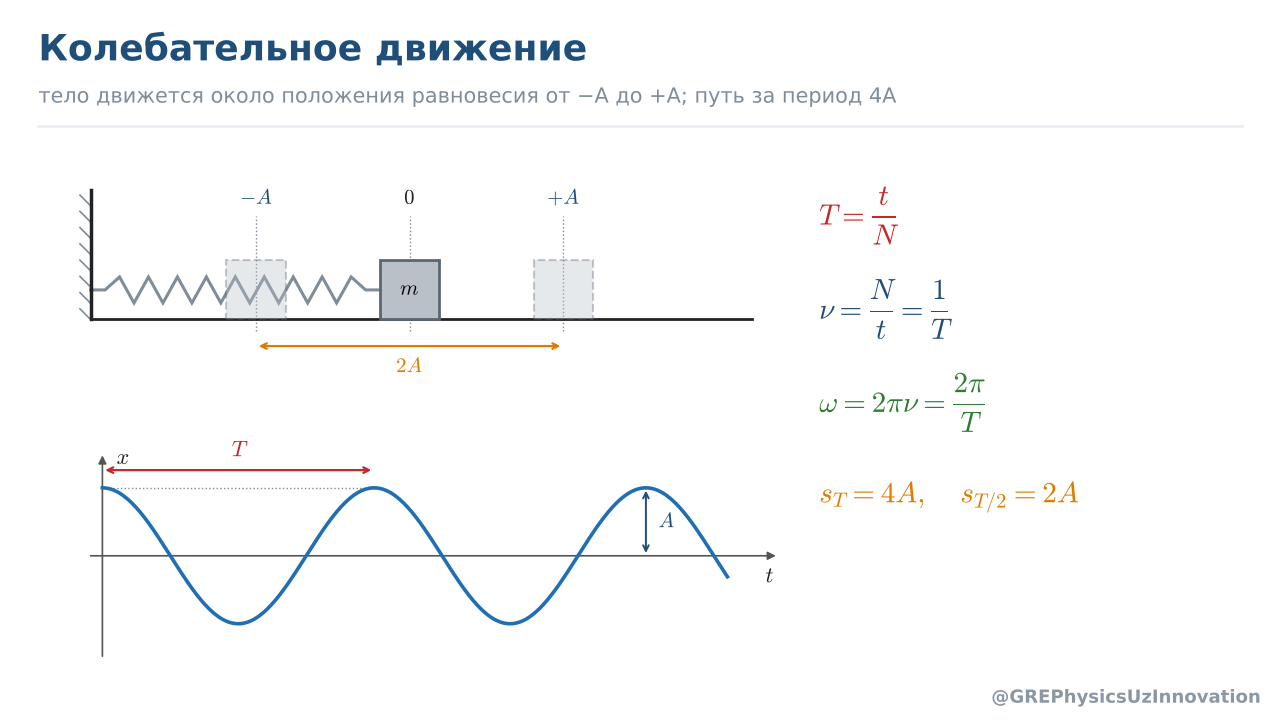 Колебательное движение
тело движется около положения равновесия от −A до +A; путь за период 4A
−A 0 +A
m
2A
T = t/N
ν = N/t = 1/T
ω = 2πν = 2π/T
s_T = 4A, s_{T/2} = 2A
T
x
A
t
@GREPhysicsUzInnovation